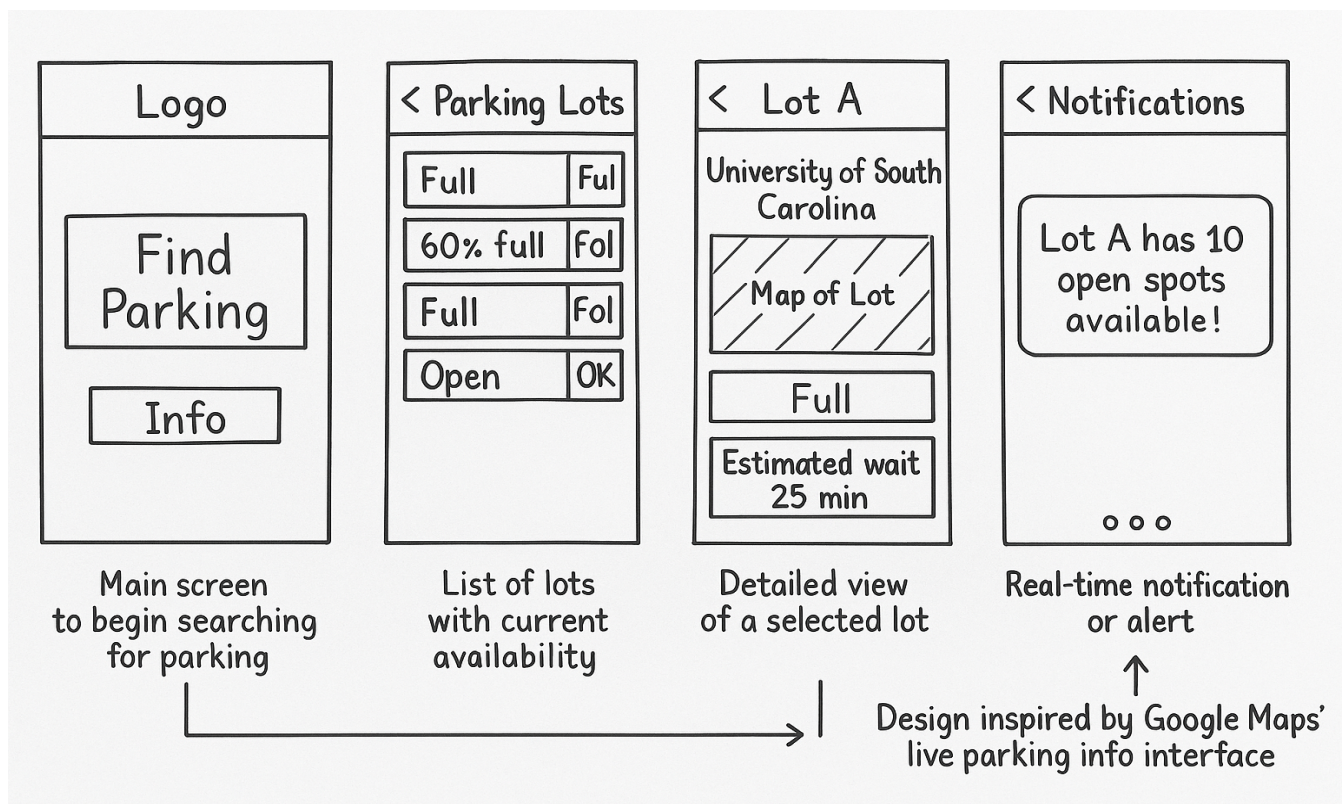 Logo
Find
Parking
Info
Main screen
to begin searching
for parking
< Parking Lots
Full Ful
60% full Fol
Full Fol
Open OK
List of lots
with current
availability
< Lot A
University of South
Carolina
Map of Lot
Full
Estimated wait
25 min
Detailed view
of a selected lot
< Notifications
Lot A has 10
open spots
available!
Real-time notification
or alert
Design inspired by Google Maps’
live parking info interface